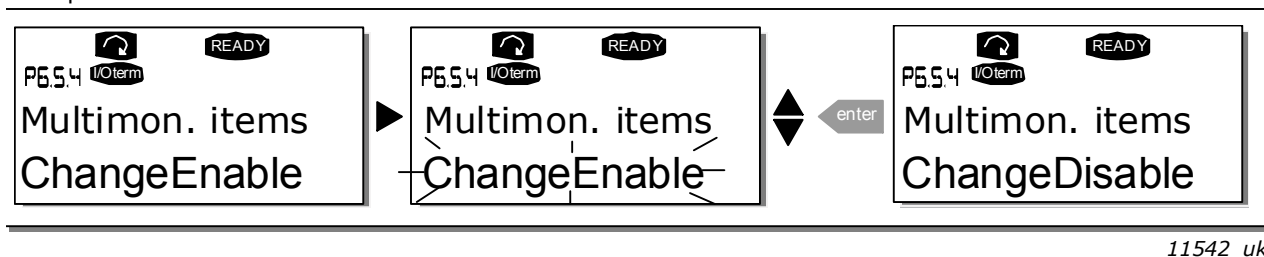 READY
P6.5.4 I/Oterm
Multimon. items
ChangeEnable
READY
P6.5.4 I/Oterm
Multimon. items
ChangeEnable
enter
READY
P6.5.4 I/Oterm
Multimon. items
ChangeDisable
11542 uk